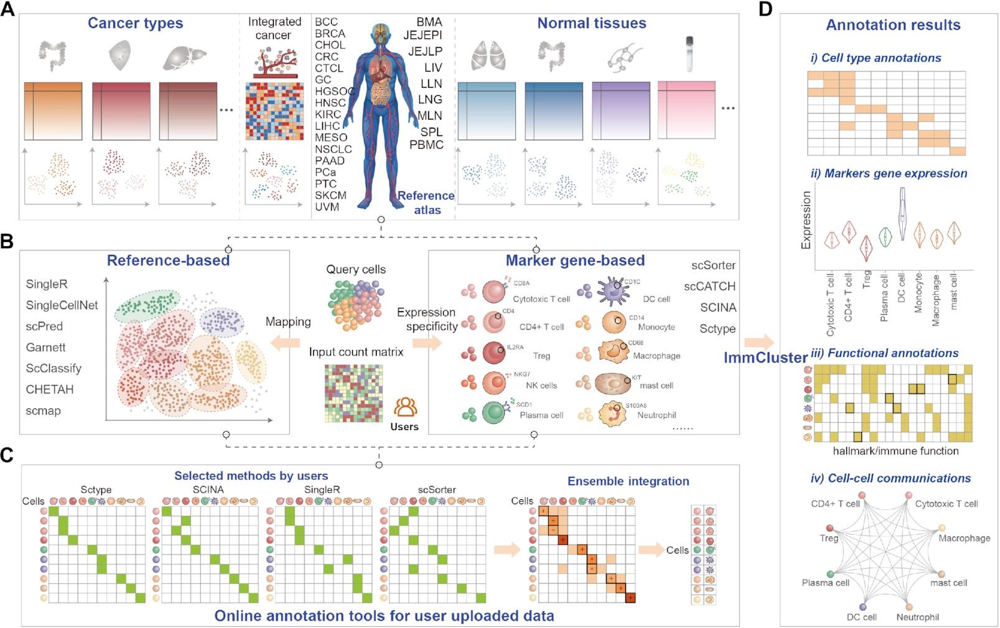 A
Cancer types
Integrated
cancer
BCC
BRCA
CHOL
CRC
CTCL
GC
HGSOC
HNSC
KIRC
LIHC
MESO
NSCLC
PAAD
PCa
PTC
SKCM
UVM
BMA
JEJEPI
JEJLP
LIV
LLN
LNG
MLN
SPL
PBMC
Reference
atlas
Normal tissues
B
Reference-based
SingleR
SingleCellNet
scPred
Garnett
ScClassify
CHETAH
scmap
Query cells
Mapping
Expression
specificity
Input count matrix
Users
Marker gene-based
CD8A
Cytotoxic T cell
CD4
CD4+ T cell
IL2RA
Treg
NKG7
NK cells
SCD1
Plasma cell
CD1C
DC cell
CD14
Monocyte
CD68
Macrophage
KIT
mast cell
S100A8
Neutrophil
......
scSorter
scCATCH
SCINA
Sctype
ImmCluster
C
Selected methods by users
Sctype
SCINA
SingleR
scSorter
Cells
Ensemble integration
Cells
Cells
Online annotation tools for user uploaded data
D
Annotation results
i) Cell type annotations
ii) Markers gene expression
Expression
Cytotoxic T cell
CD4+ T cell
Treg
Plasma cell
DC cell
Monocyte
Macrophage
mast cell
iii) Functional annotations
hallmark/immune function
iv) Cell-cell communications
CD4+ T cell
Cytotoxic T cell
Treg
Macrophage
Plasma cell
mast cell
DC cell
Neutrophil